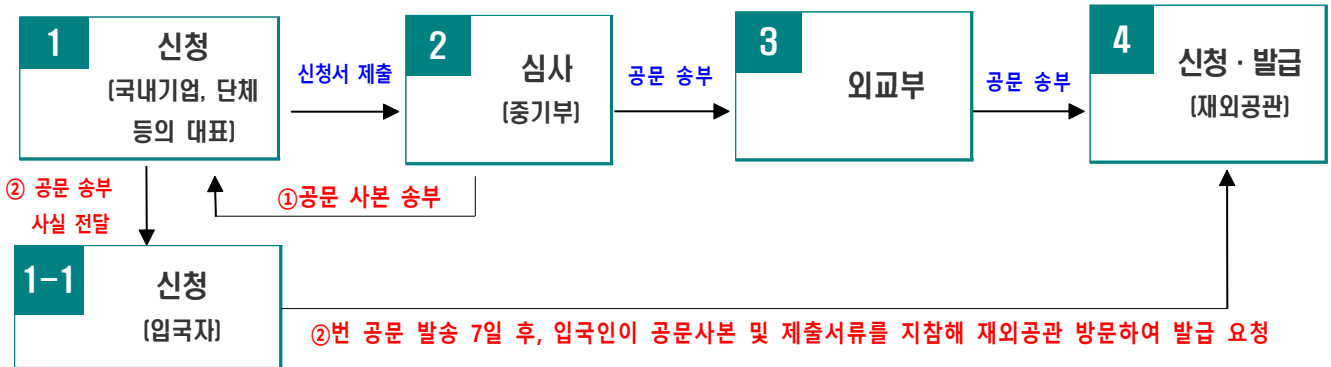 1
신청
(국내기업, 단체
등의 대표)
신청서 제출
2
심사
(중기부)
공문 송부
3
외교부
공문 송부
4
신청 · 발급
(재외공관)
② 공문 송부
사실 전달
①공문 사본 송부
1-1
신청
(입국자)
②번 공문 발송 7일 후, 입국인이 공문사본 및 제출서류를 지참해 재외공관 방문하여 발급 요청